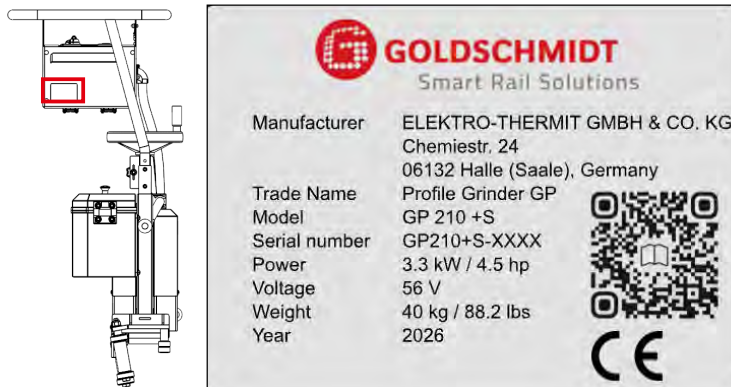 GOLDSCHMIDT
Smart Rail Solutions
Manufacturer ELEKTRO-THERMIT GMBH & CO. KG
Chemiestr. 24
06132 Halle (Saale), Germany
Trade Name Profile Grinder GP
Model GP 210 +S
Serial number GP210+S-XXXX
Power 3.3 kW / 4.5 hp
Voltage 56 V
Weight 40 kg / 88.2 lbs
Year 2026
CE